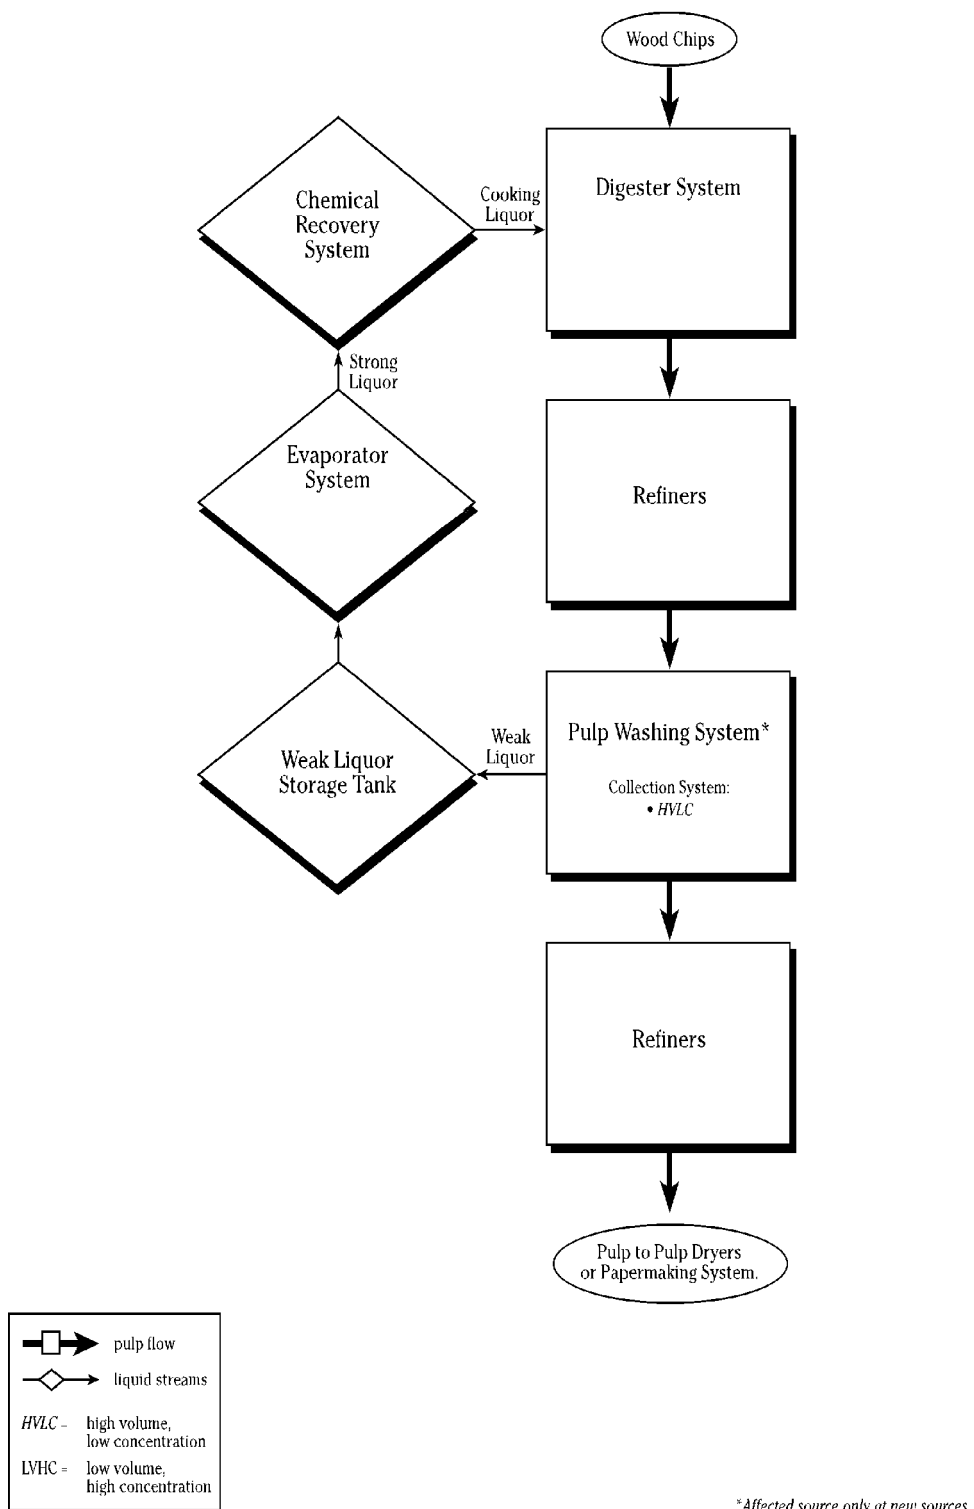 Wood Chips
Digester System
Chemical
Recovery
System
Cooking
Liquor
Strong
Liquor
Evaporator
System
Refiners
Pulp Washing System*
Collection System:
• HVLC
Weak
Liquor
Weak Liquor
Storage Tank
Refiners
Pulp to Pulp Dryers
or Papermaking System.
pulp flow
liquid streams
HVLC = high volume,
low concentration
LVHC = low volume,
high concentration
*Affected source only at new sources